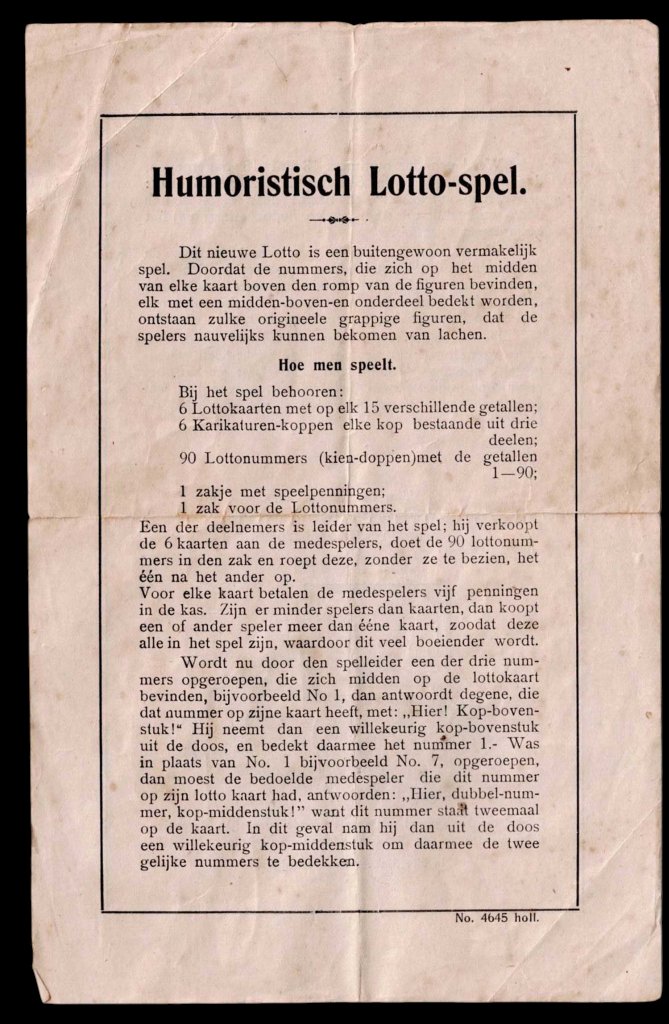 Humoristisch Lotto-spel.
Dit nieuwe Lotto is een buitengewoon vermakelijk
spel. Doordat de nummers, die zich op het midden
van elke kaart boven den romp van de figuren bevinden,
elk met een midden-boven-en onderdeel bedekt worden,
ontstaan zulke origineele grappige figuren, dat de
spelers nauvelijks kunnen bekomen van lachen.
Hoe men speelt.
Bij het spel behooren:
6 Lottokaarten met op elk 15 verschillende getallen;
6 Karikaturen-koppen elke kop bestaande uit drie
deelen;
90 Lottonummers (kien-doppen)met de getallen
1—90;
1 zakje met speelpenningen;
1 zak voor de Lottonummers.
Een der deelnemers is leider van het spel; hij verkoopt
de 6 kaarten aan de medespelers, doet de 90 lottonum-
mers in den zak en roept deze, zonder ze te bezien, het
één na het ander op.
Voor elke kaart betalen de medespelers vijf penningen
in de kas. Zijn er minder spelers dan kaarten, dan koopt
een of ander speler meer dan ééne kaart, zoodat deze
alle in het spel zijn, waardoor dit veel boeiender wordt.
Wordt nu door den spelleider een der drie num-
mers opgeroepen, die zich midden op de lottokaart
bevinden, bijvoorbeeld No 1, dan antwoordt degene, die
dat nummer op zijne kaart heeft, met: „Hier! Kop-boven-
stuk!" Hij neemt dan een willekeurig kop-bovenstuk
uit de doos, en bedekt daarmee het nummer 1.- Was
in plaats van No. 1 bijvoorbeeld No. 7, opgeroepen,
dan moest de bedoelde medespeler die dit nummer
op zijn lotto kaart had, antwoorden: „Hier, dubbel-num-
mer, kop-middenstuk!” want dit nummer staat tweemaal
op de kaart. In dit geval nam hij dan uit de doos
een willekeurig kop-middenstuk om daarmee de twee
gelijke nummers te bedekken.
No. 4645 holl.